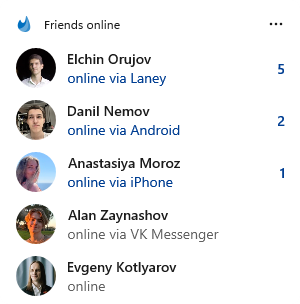 Friends online
Elchin Orujov
online via Laney
5
Danil Nemov
online via Android
2
Anastasiya Moroz
online via iPhone
1
Alan Zaynashov
online via VK Messenger
Evgeny Kotlyarov
online